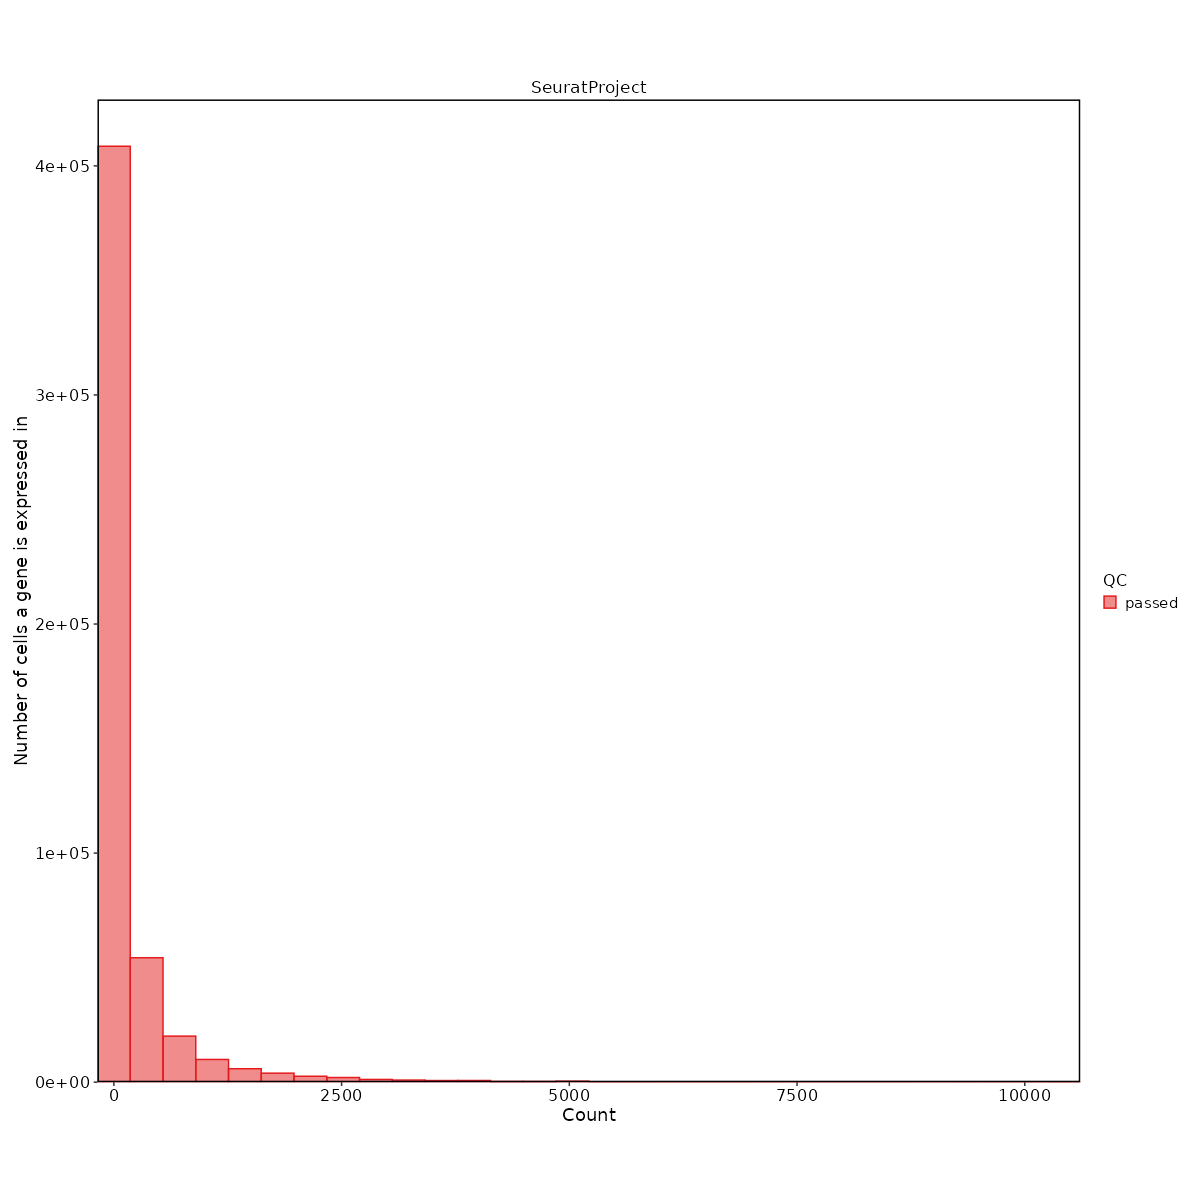 SeuratProject
4e+05
3e+05
2e+05
1e+05
0e+00
Number of cells a gene is expressed in
0 2500 5000 7500 10000
Count
QC
passed